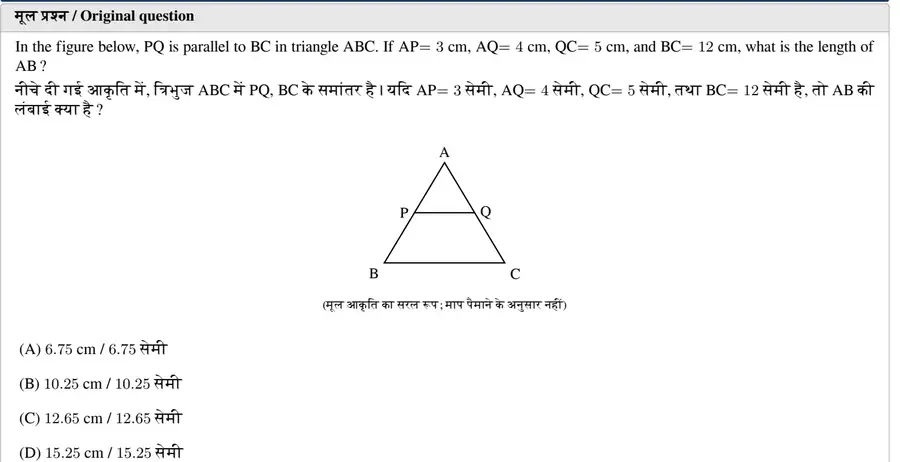 मूल प्रश्न / Original question
In the figure below, PQ is parallel to BC in triangle ABC. If AP= 3 cm, AQ= 4 cm, QC= 5 cm, and BC= 12 cm, what is the length of
AB ?
नीचे दी गई आकृति में, त्रिभुज ABC में PQ, BC के समांतर है। यदि AP= 3 सेमी, AQ= 4 सेमी, QC= 5 सेमी, तथा BC= 12 सेमी है, तो AB की
लंबाई क्या है ?
A
P Q
B C
(मूल आकृति का सरल रूप; माप पैमाने के अनुसार नहीं)
(A) 6.75 cm / 6.75 सेमी
(B) 10.25 cm / 10.25 सेमी
(C) 12.65 cm / 12.65 सेमी
(D) 15.25 cm / 15.25 सेमी